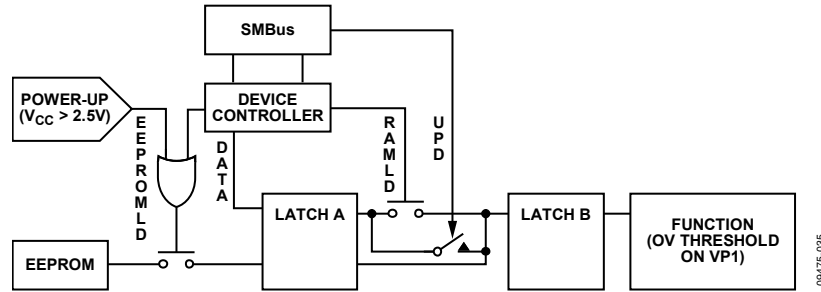 SMBus
POWER-UP
(VCC > 2.5V)
DEVICE
CONTROLLER
EEPROMLD
DATA
RAMLD
UPD
LATCH A
LATCH B
FUNCTION
(OV THRESHOLD
ON VP1)
EEPROM
09475-035